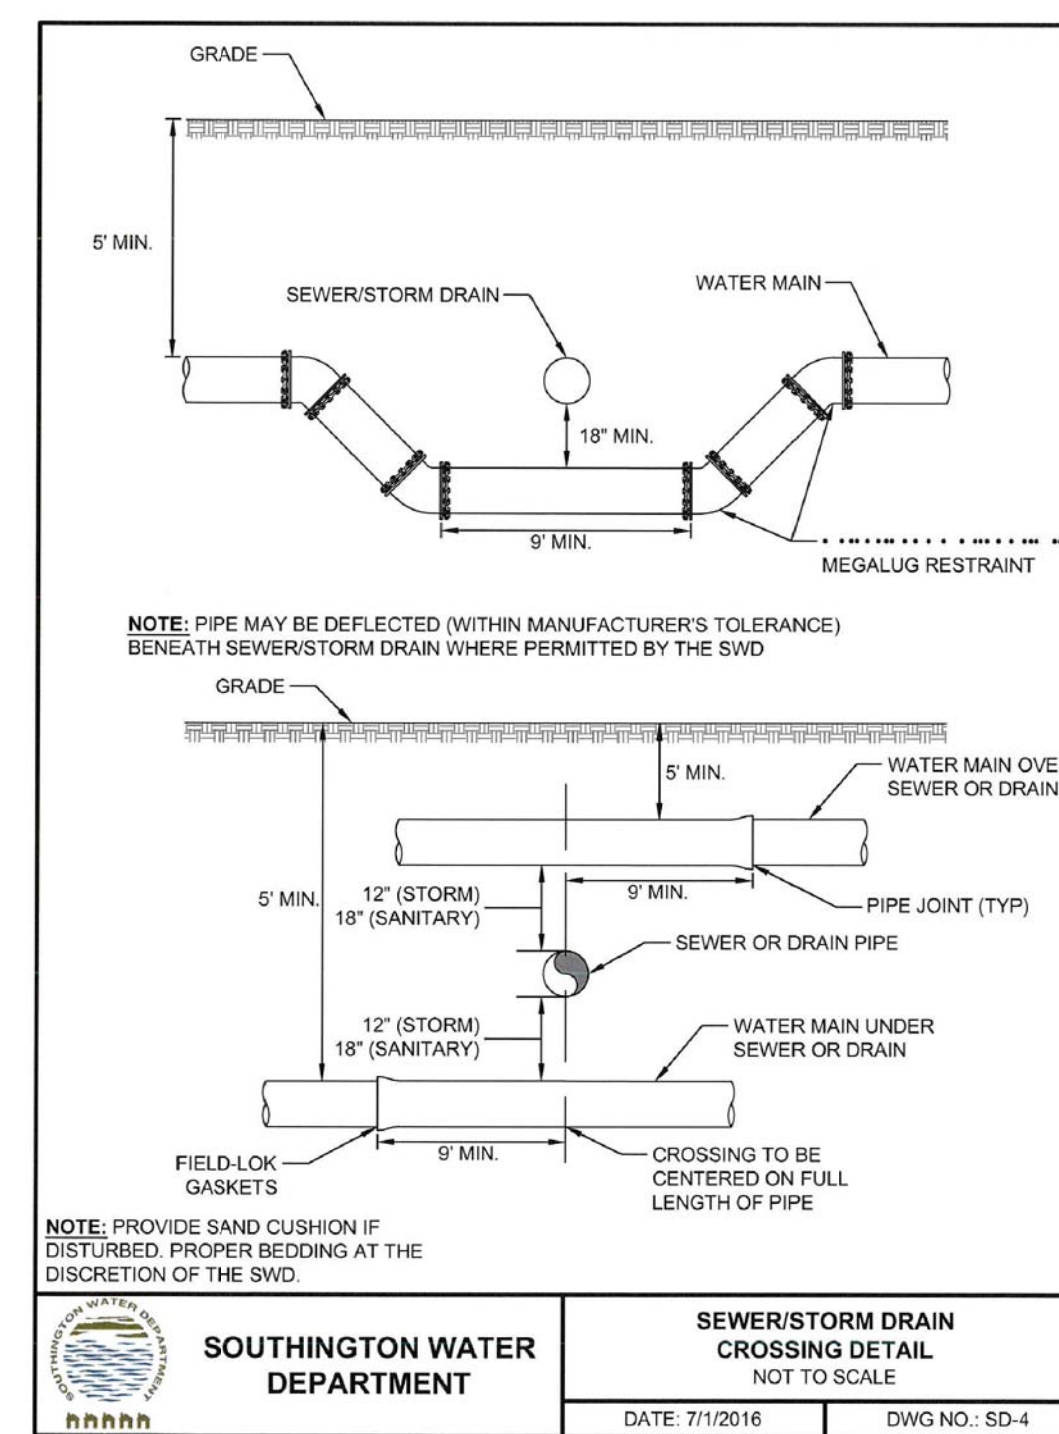 GRADE
5' MIN.
SEWER/STORM DRAIN
WATER MAIN
18" MIN.
9' MIN.
MEGALUG RESTRAINT
NOTE: PIPE MAY BE DEFLECTED (WITHIN MANUFACTURER'S TOLERANCE)
BENEATH SEWER/STORM DRAIN WHERE PERMITTED BY THE SWD
GRADE
5' MIN.
WATER MAIN OVE
SEWER OR DRAIN
5' MIN.
12" (STORM)
18" (SANITARY)
9' MIN.
PIPE JOINT (TYP)
SEWER OR DRAIN PIPE
12" (STORM)
18" (SANITARY)
WATER MAIN UNDER
SEWER OR DRAIN
9' MIN.
FIELD-LOK
GASKETS
CROSSING TO BE
CENTERED ON FULL
LENGTH OF PIPE
NOTE: PROVIDE SAND CUSHION IF
DISTURBED. PROPER BEDDING AT THE
DISCRETION OF THE SWD.
SOUTHINGTON WATER DEPARTMENT
SOUTHINGTON WATER
DEPARTMENT
SEWER/STORM DRAIN
CROSSING DETAIL
NOT TO SCALE
DATE: 7/1/2016
DWG NO.: SD-4